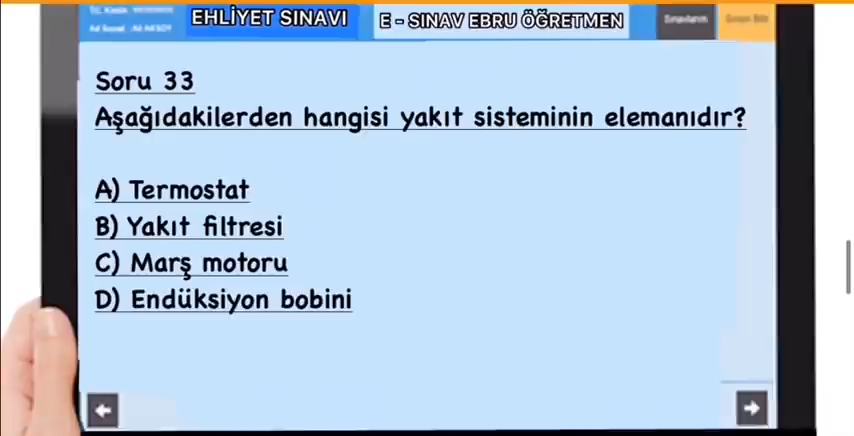 EHLİYET SINAVI
E - SINAV EBRU ÖĞRETMEN
Soru 33
Aşağıdakilerden hangisi yakıt sisteminin elemanıdır?
A) Termostat
B) Yakıt filtresi
C) Marş motoru
D) Endüksiyon bobini